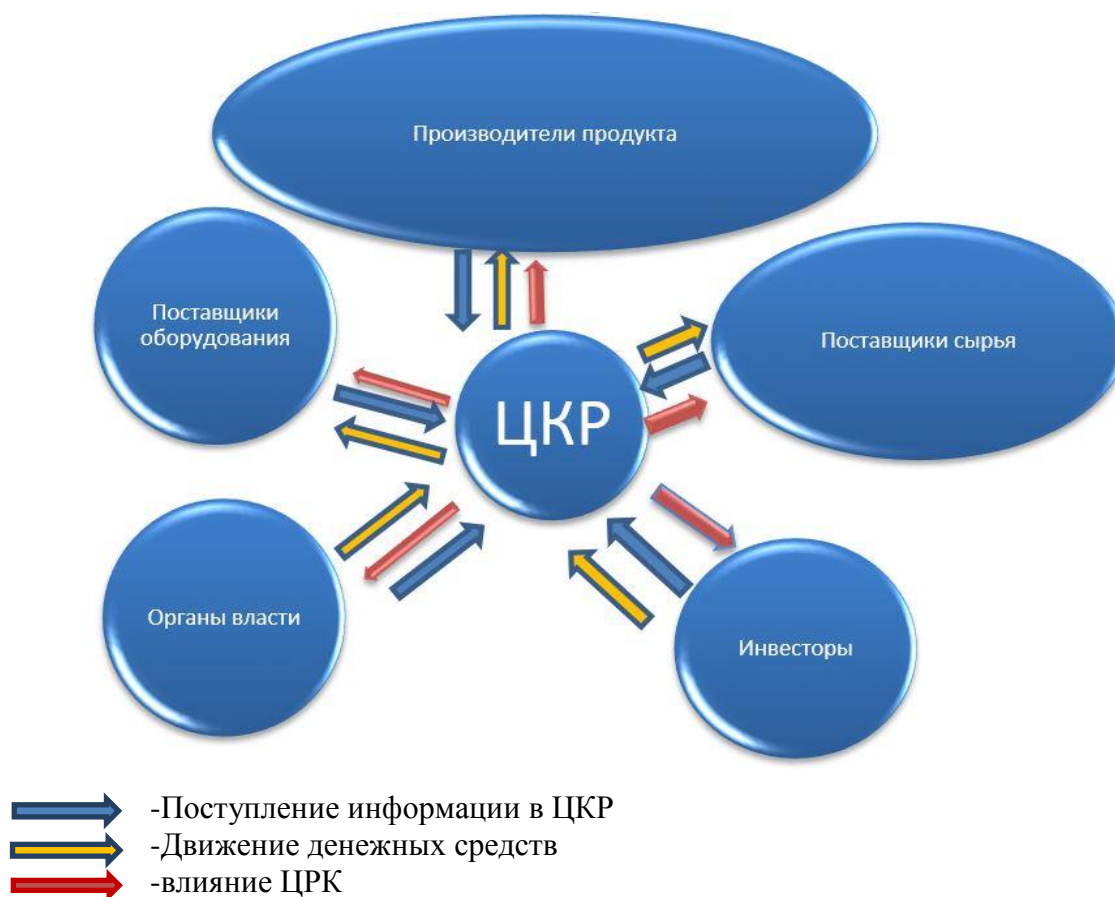 Производители продукта
Поставщики
оборудования
Поставщики сырья
ЦКР
Органы власти
Инвесторы
-Поступление информации в ЦКР
-Движение денежных средств
-влияние ЦРК